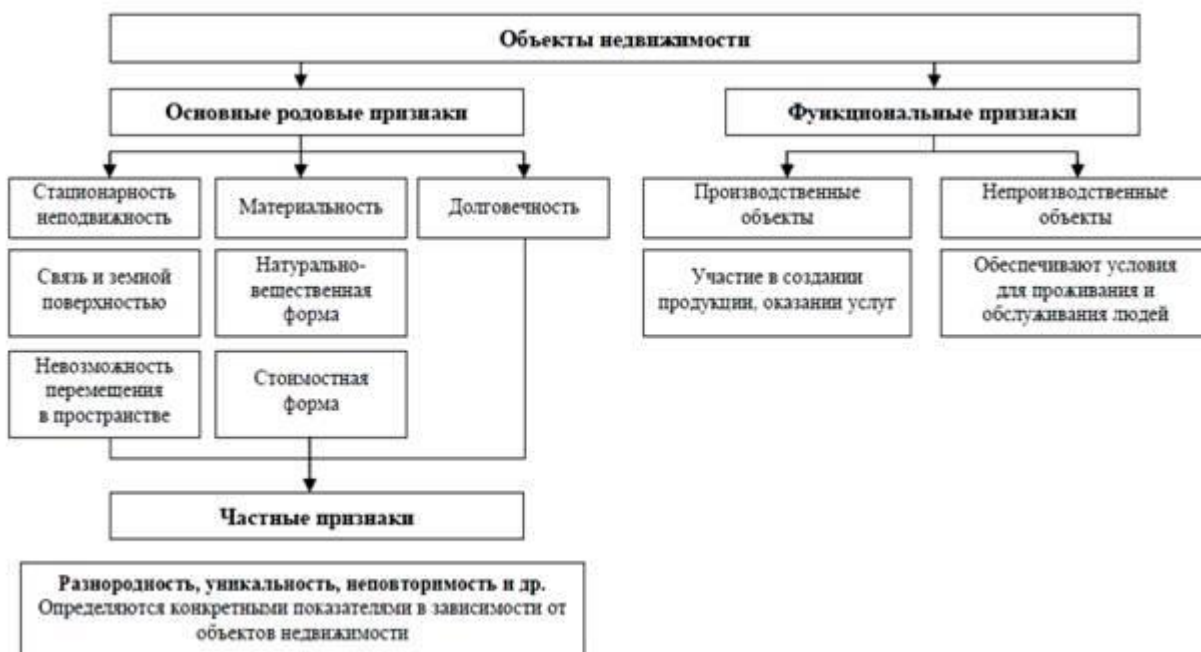 Объекты недвижимости
Основные родовые признаки
Функциональные признаки
Стационарность
неподвижность
Материальность
Долговечность
Производственные
объекты
Непроизводственные
объекты
Связь и земной
поверхностью
Натурально-
вещественная
форма
Участие в создании
продукции, оказании услуг
Обеспечивают условия
для проживания и
обслуживания людей
Невозможность
перемещения
в пространстве
Стоимостная
форма
Частные признаки
Разнородность, уникальность, неповторимость и др.
Определяются конкретными показателями в зависимости от
объектов недвижимости